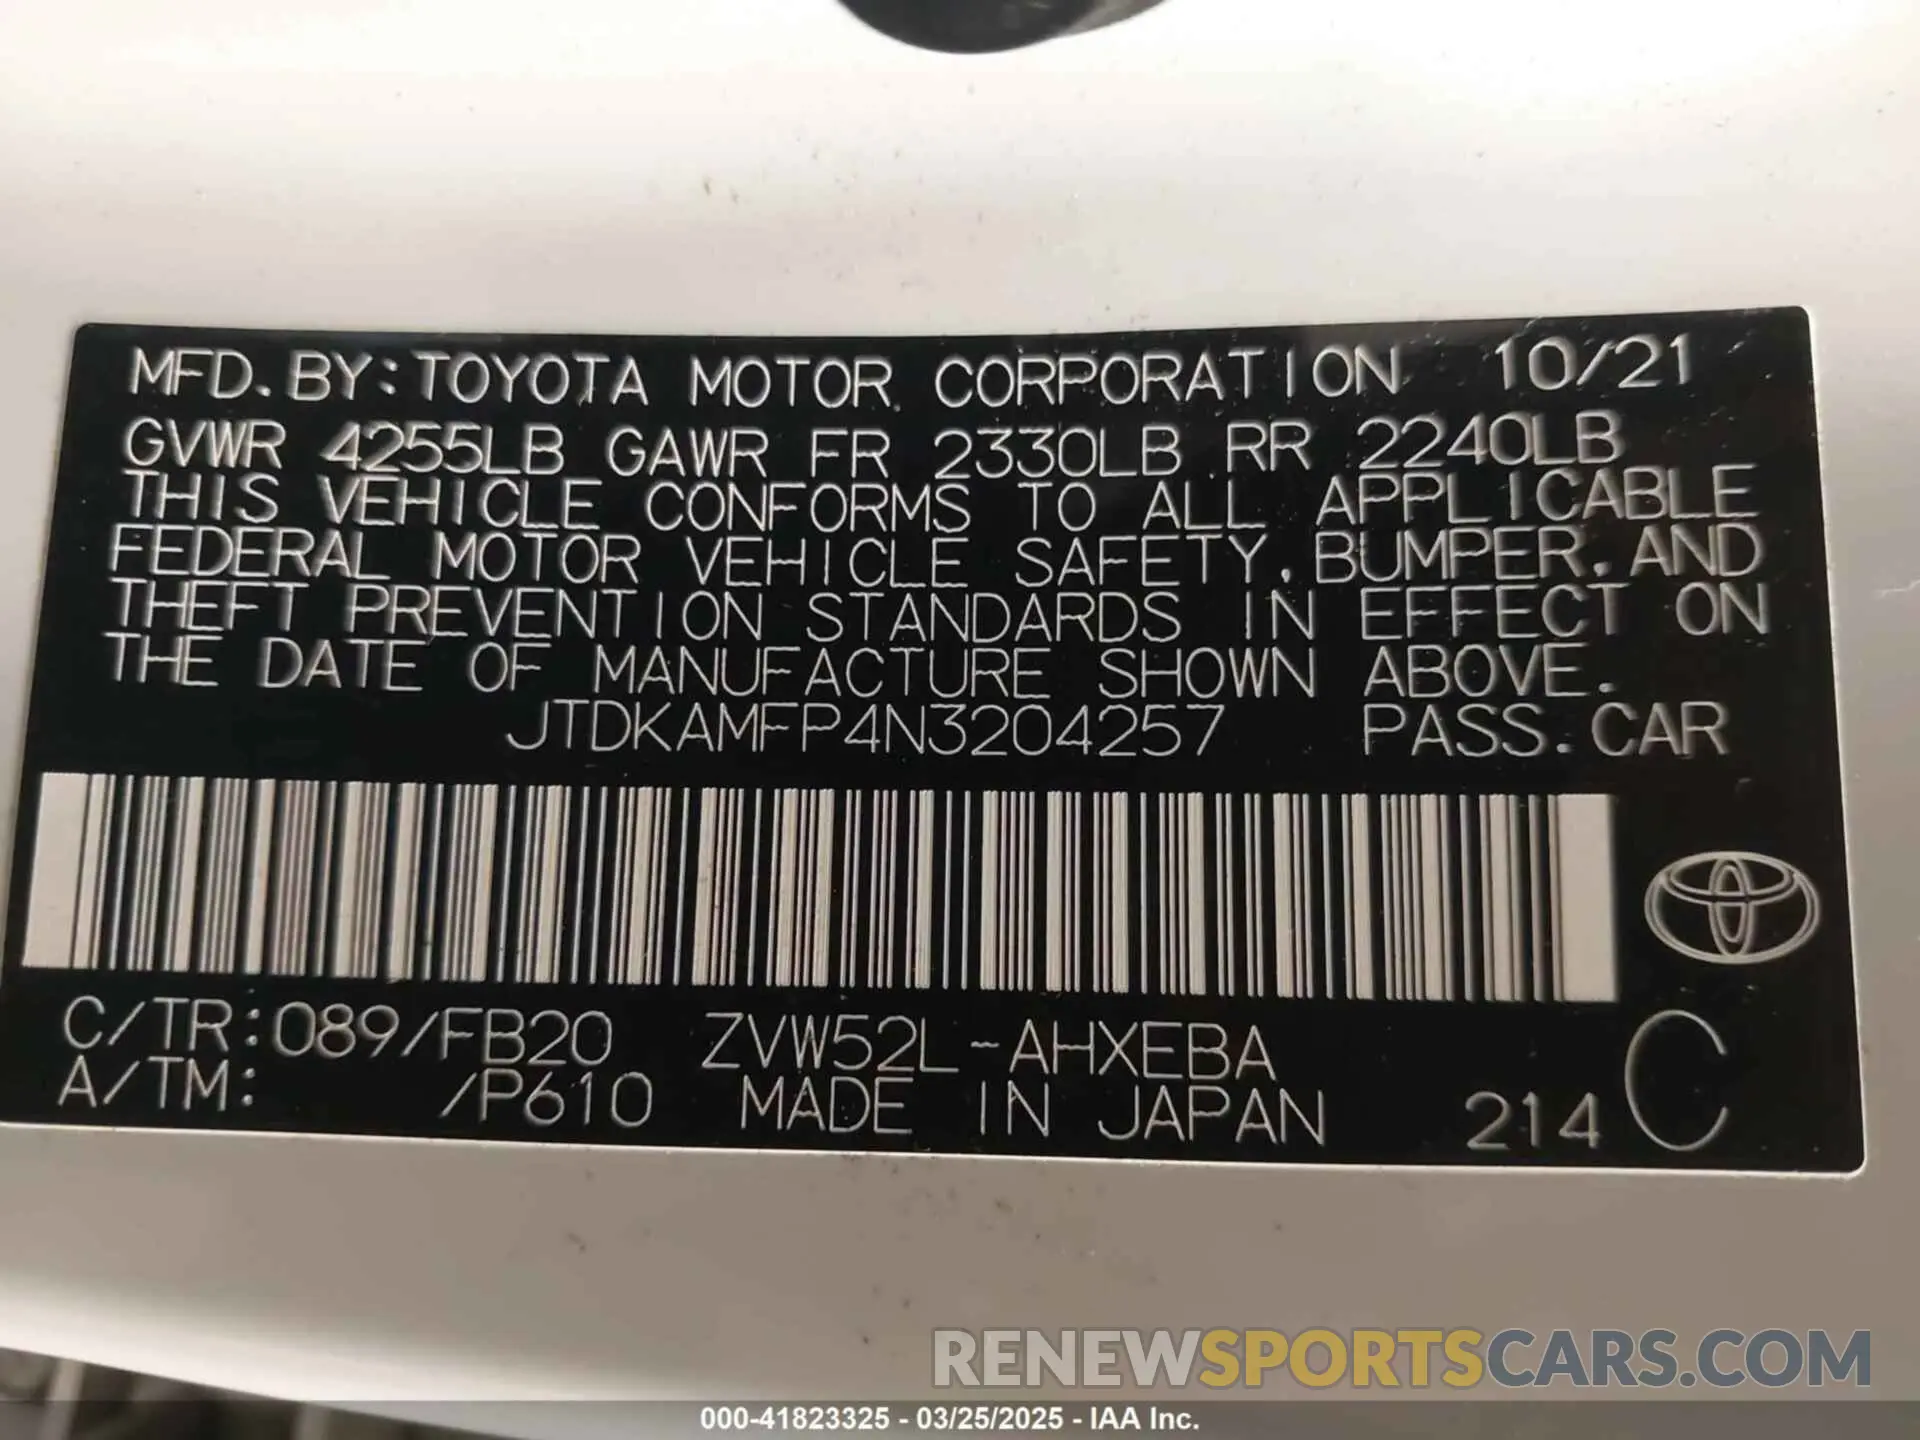 MFD. BY: TOYOTA MOTOR CORPORATION 10/21
GVWR 4255LB GAWR FR 2330LB RR 2240LB
THIS VEHICLE CONFORMS TO ALL APPLICABLE
FEDERAL MOTOR VEHICLE SAFETY, BUMPER, AND
THEFT PREVENTION STANDARDS IN EFFECT ON
THE DATE OF MANUFACTURE SHOWN ABOVE.
JTDKAMFP4N3204257 PASS. CAR
C/TR: 089/FB20 ZVW52L-AHXEBA
A/TM: /P610 MADE IN JAPAN 214 C
RENEWSPORTSCARS.COM
000-41823325 - 03/25/2025 - IAA Inc.